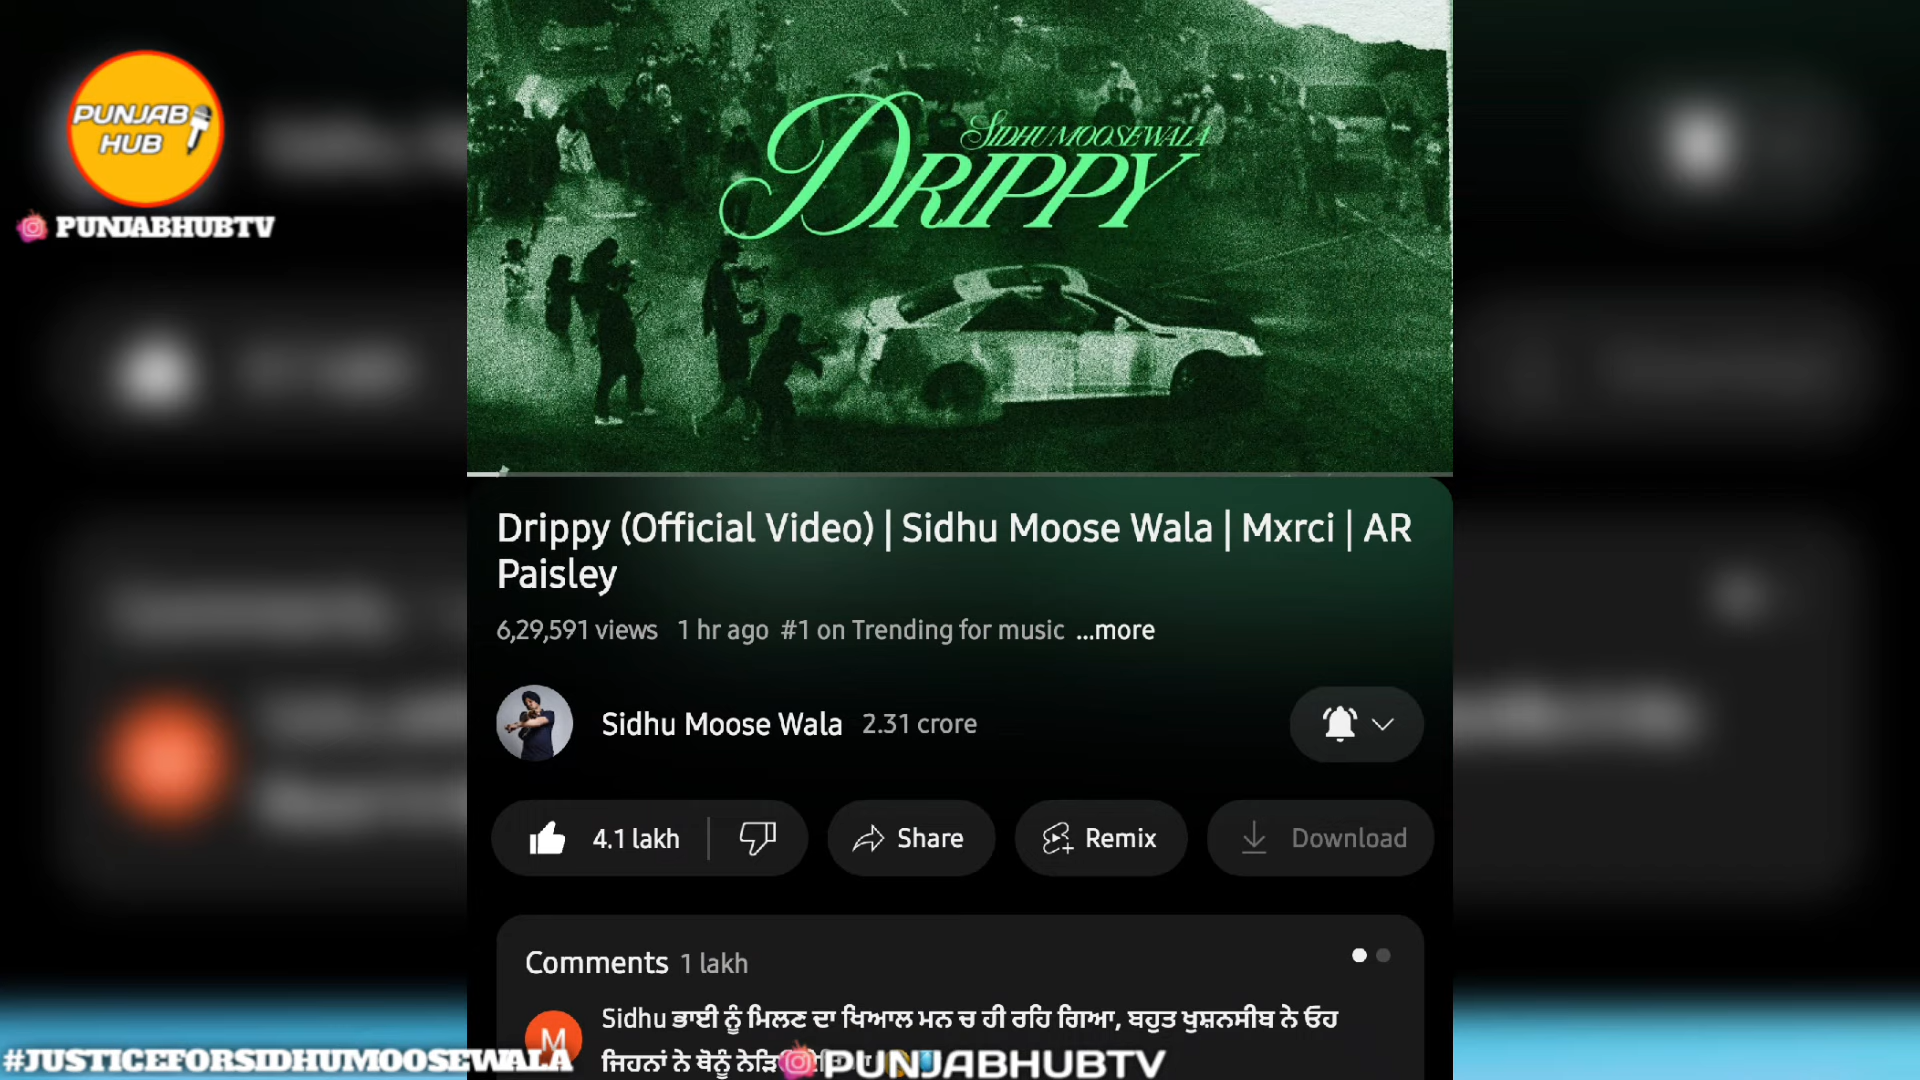 PUNJAB
HUB
PUNJABHUBTV
SIDHU MOOSEWALA
DRIPPY
Drippy (Official Video) | Sidhu Moose Wala | Mxrci | AR
Paisley
6,29,591 views 1 hr ago #1 on Trending for music ...more
Sidhu Moose Wala 2.31 crore
4.1 lakh Share Remix Download
Comments 1 lakh
Sidhu ਭਾਈ ਨੂੰ ਮਿਲਣ ਦਾ ਖਿਆਲ ਮਨ ਚ ਹੀ ਰਹਿ ਗਿਆ, ਬਹੁਤ ਖੁਸ਼ਨਸੀਬ ਨੇ ਓਹ
M
ਜਿਹਨਾਂ ਨੇ ਥੋਨੂੰ
#JUSTICEFORSIDHUMOOSEWALA
PUNJABHUBTV